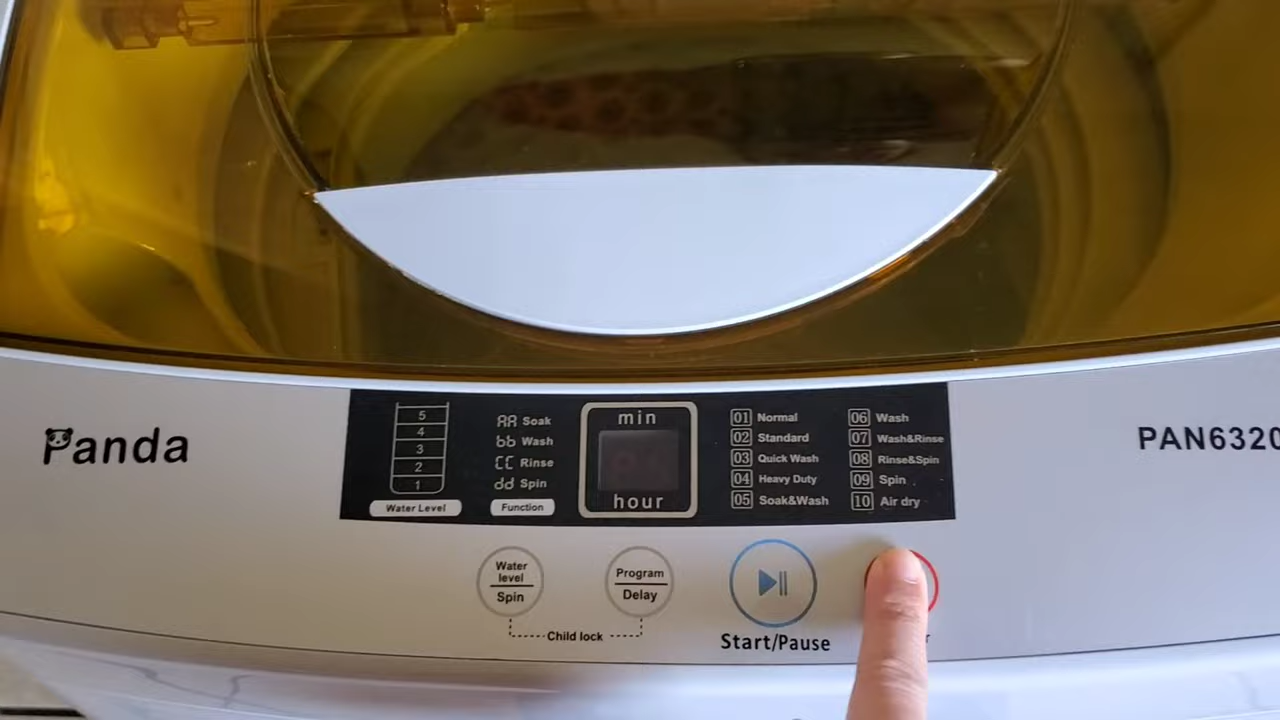 Panda
5
4
3
2
1
Water Level
AA Soak
bb Wash
CC Rinse
dd Spin
Function
min
hour
01 Normal
02 Standard
03 Quick Wash
04 Heavy Duty
05 Soak&Wash
06 Wash
07 Wash&Rinse
08 Rinse&Spin
09 Spin
10 Air dry
PAN6320
Water
level
Spin
Program
Delay
Child lock
Start/Pause